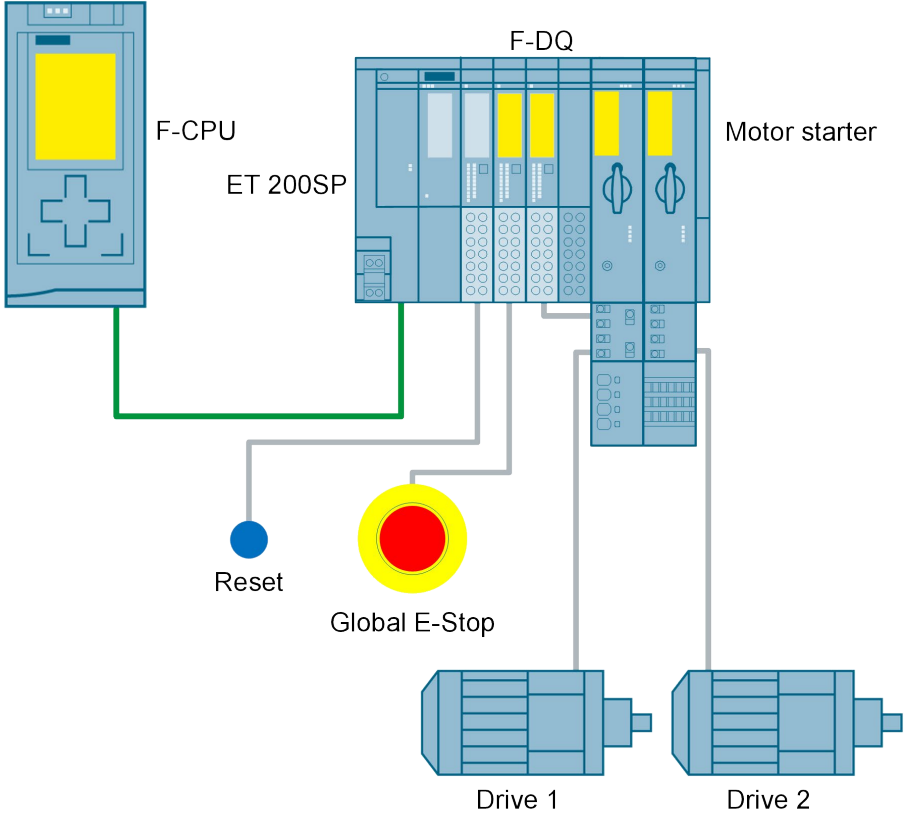 F-DQ
F-CPU
Motor starter
ET 200SP
Reset
Global E-Stop
Drive 1
Drive 2